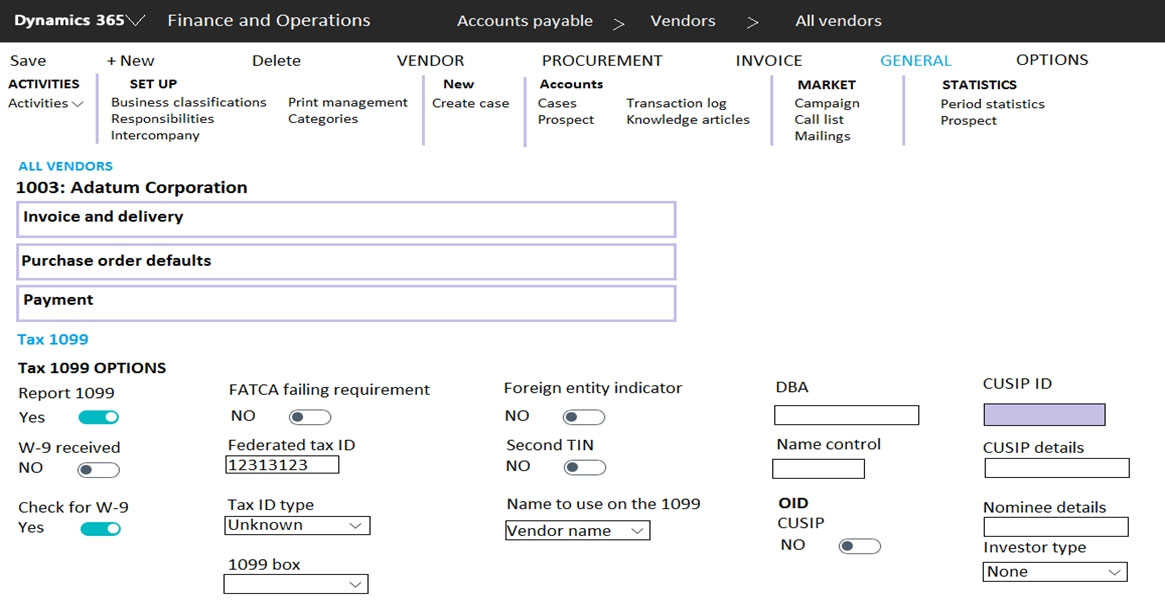 Dynamics 365 Finance and Operations Accounts payable > Vendors > All vendors
Save + New Delete VENDOR PROCUREMENT INVOICE GENERAL OPTIONS
ACTIVITIES SET UP New Accounts MARKET STATISTICS
Activities Business classifications Print management Create case Cases Transaction log Campaign Period statistics
Responsibilities Categories Prospect Knowledge articles Call list Prospect
Intercompany Mailings
ALL VENDORS
1003: Adatum Corporation
Invoice and delivery
Purchase order defaults
Payment
Tax 1099
Tax 1099 OPTIONS
Report 1099 FATCA failing requirement Foreign entity indicator DBA CUSIP ID
Yes NO NO
W-9 received Federated tax ID Second TIN Name control CUSIP details
NO 12313123 NO
Check for W-9 Tax ID type Name to use on the 1099 OID Nominee details
Yes Unknown Vendor name CUSIP
NO Investor type
1099 box None